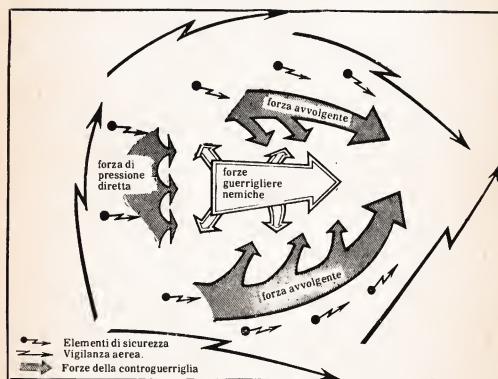 forza avvolgente
forza di
pressione
diretta
forze
guerrigliere
nemiche
forza avvolgente
Elementi di sicurezza
Vigilanza aerea.
Forze della controguerriglia